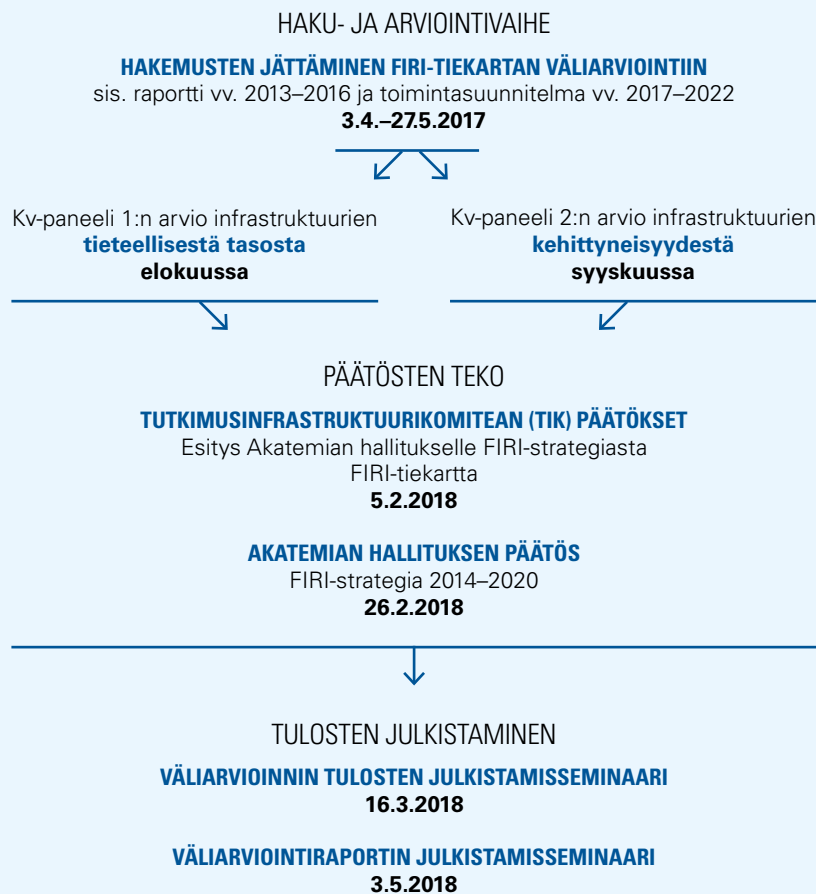 HAKU- JA ARVIOINTIVAIHE
HAKEMUSTEN JÄTTÄMINEN FIRI-TIEKARTAN VÄLIARVIOINTIIN
sis. raportti vv. 2013–2016 ja toimintasuunnitelma vv. 2017–2022
3.4.–27.5.2017
Kv-paneeli 1:n arvio infrastruktuurien
tieteellisestä tasosta
elokuussa
Kv-paneeli 2:n arvio infrastruktuurien
kehittyneisyydestä
syyskuussa
PÄÄTÖSTEN TEKO
TUTKIMUSINFRASTRUKTUURIKOMITEAN (TIK) PÄÄTÖKSET
Esitys Akatemian hallitukselle FIRI-strategiasta
FIRI-tiekartta
5.2.2018
AKATEMIAN HALLITUKSEN PÄÄTÖS
FIRI-strategia 2014–2020
26.2.2018
TULOSTEN JULKISTAMINEN
VÄLIARVIOINNIN TULOSTEN JULKISTAMISSEMINAARI
16.3.2018
VÄLIARVIOINTIRAPORTIN JULKISTAMISSEMINAARI
3.5.2018